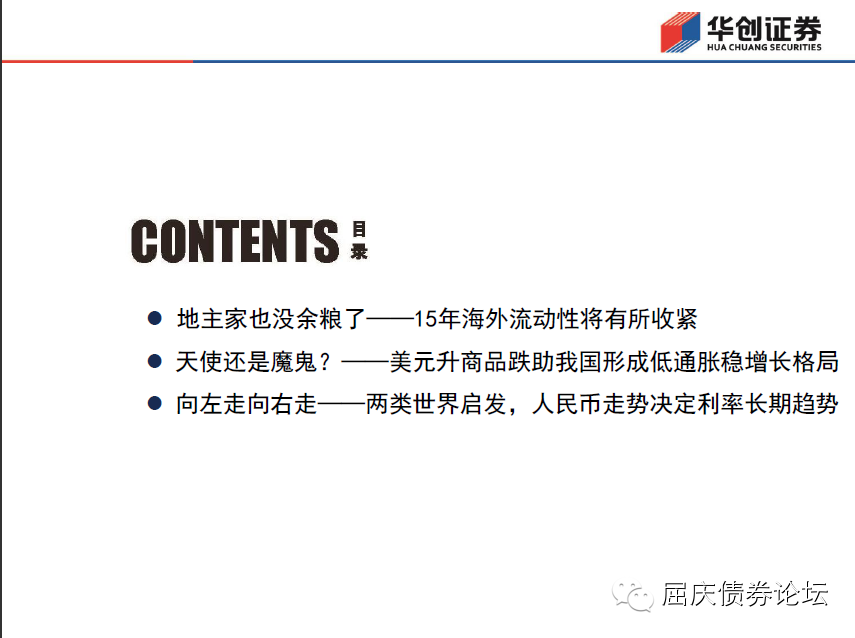 华创证券
HUA CHUANG SECURITIES
CONTENTS 目录
地主家也没余粮了——15年海外流动性将有所收紧
天使还是魔鬼?——美元升商品跌助我国形成低通胀稳增长格局
向左走向右走——两类世界启发，人民币走势决定利率长期趋势
屈庆债券论坛